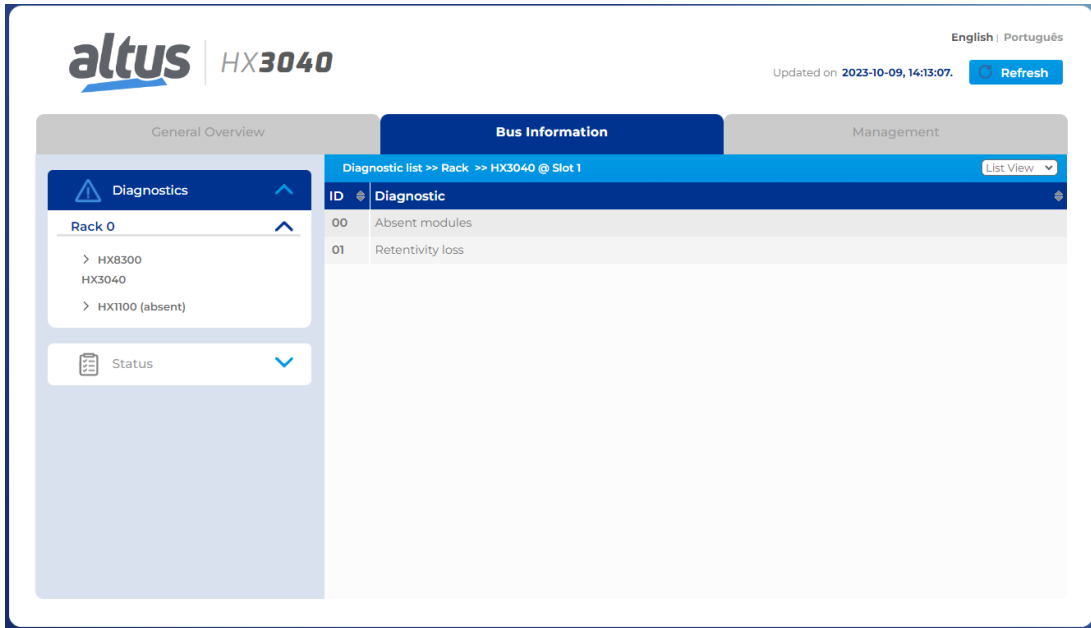 altus
HX3040
English | Português
Updated on 2023-10-09, 14:13:07.
Refresh
General Overview
Bus Information
Management
Diagnostics
Rack 0
> HX8300
HX3040
> HX1100 (absent)
Status
Diagnostic list >> Rack >> HX3040 @ Slot 1
List View
ID Diagnostic
00 Absent modules
01 Retentivity loss